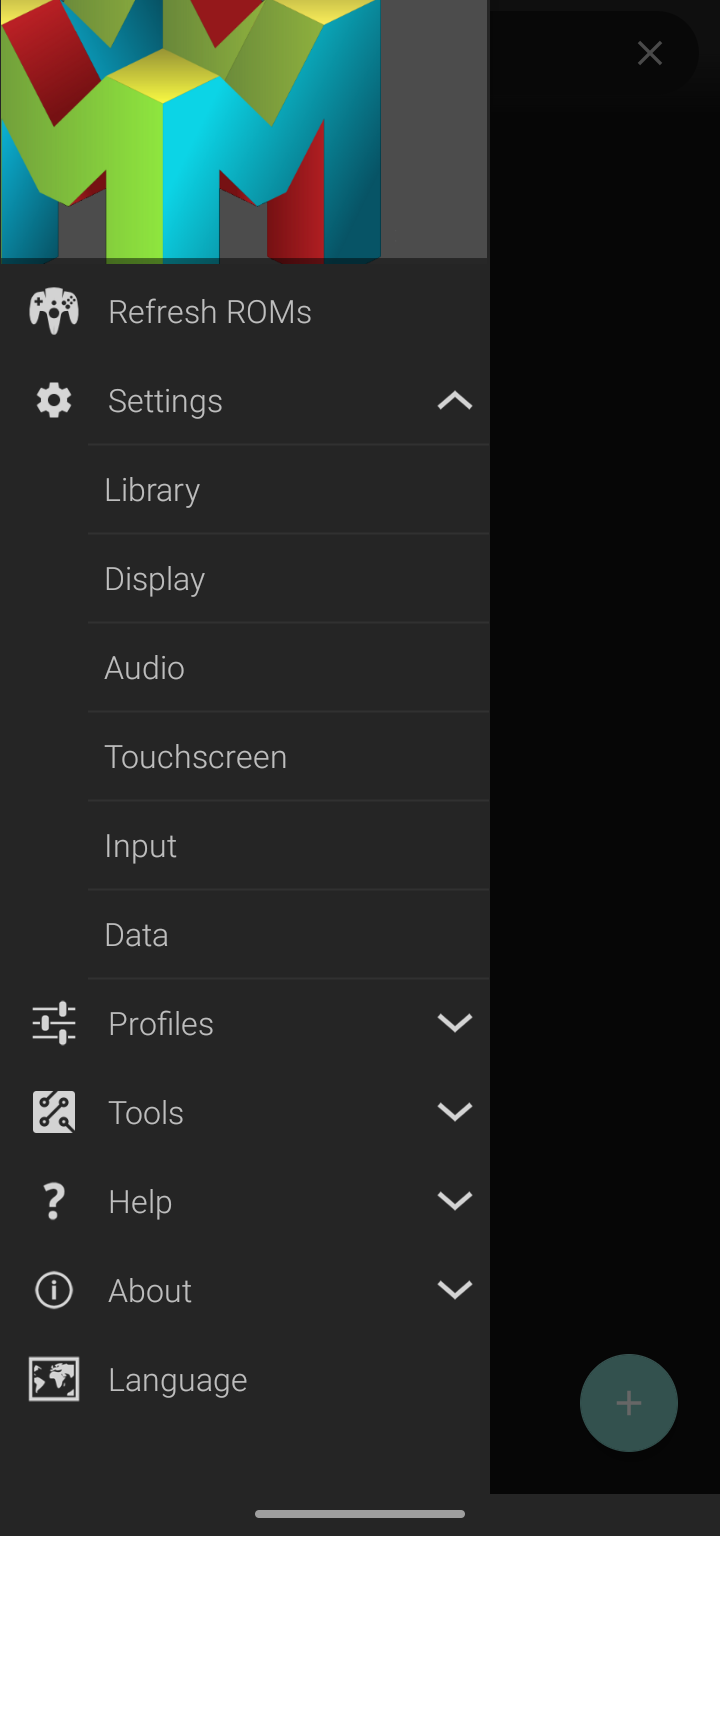 Refresh ROMs
Settings
Library
Display
Audio
Touchscreen
Input
Data
Profiles
Tools
Help
About
Language